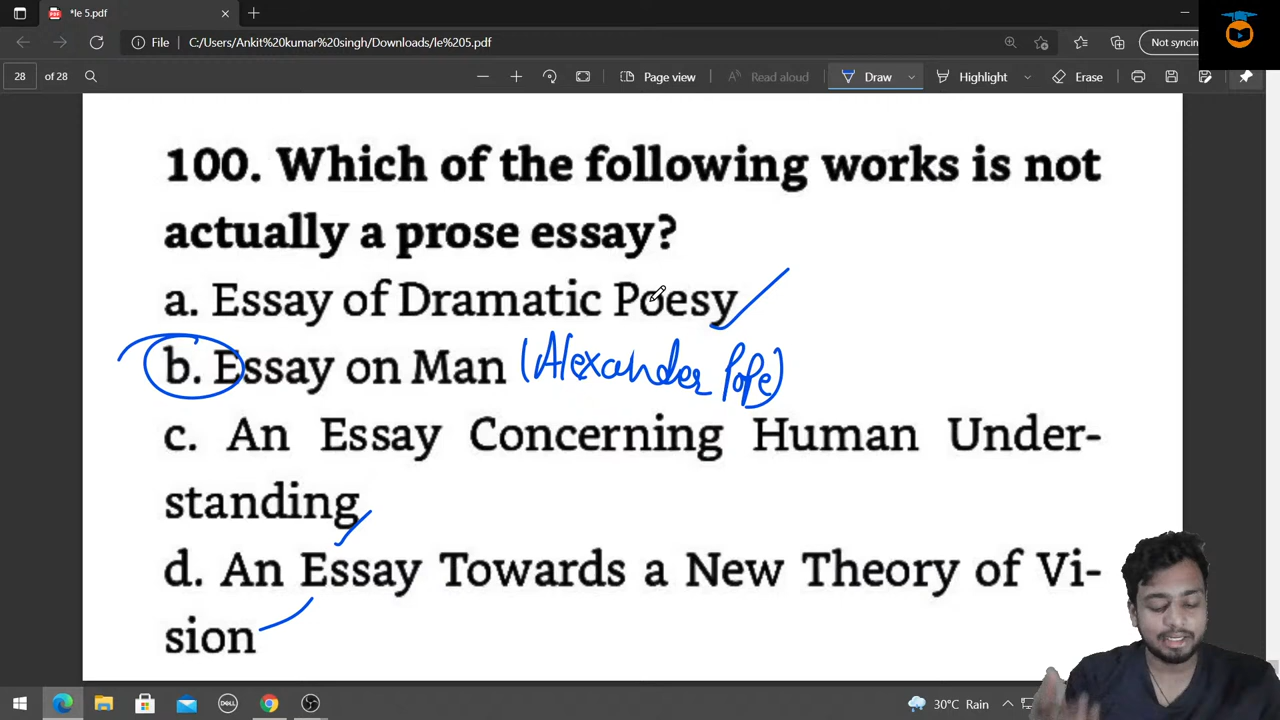 *le 5.pdf
File C:/Users/Ankit%20kumar%20singh/Downloads/le%205.pdf Not syncin
28 of 28 Page view Read aloud Draw Highlight Erase
100. Which of the following works is not
actually a prose essay?
a. Essay of Dramatic Poesy
b. Essay on Man (Alexander Pope)
c. An Essay Concerning Human Under-
standing
d. An Essay Towards a New Theory of Vi-
sion
DELL 30°C Rain